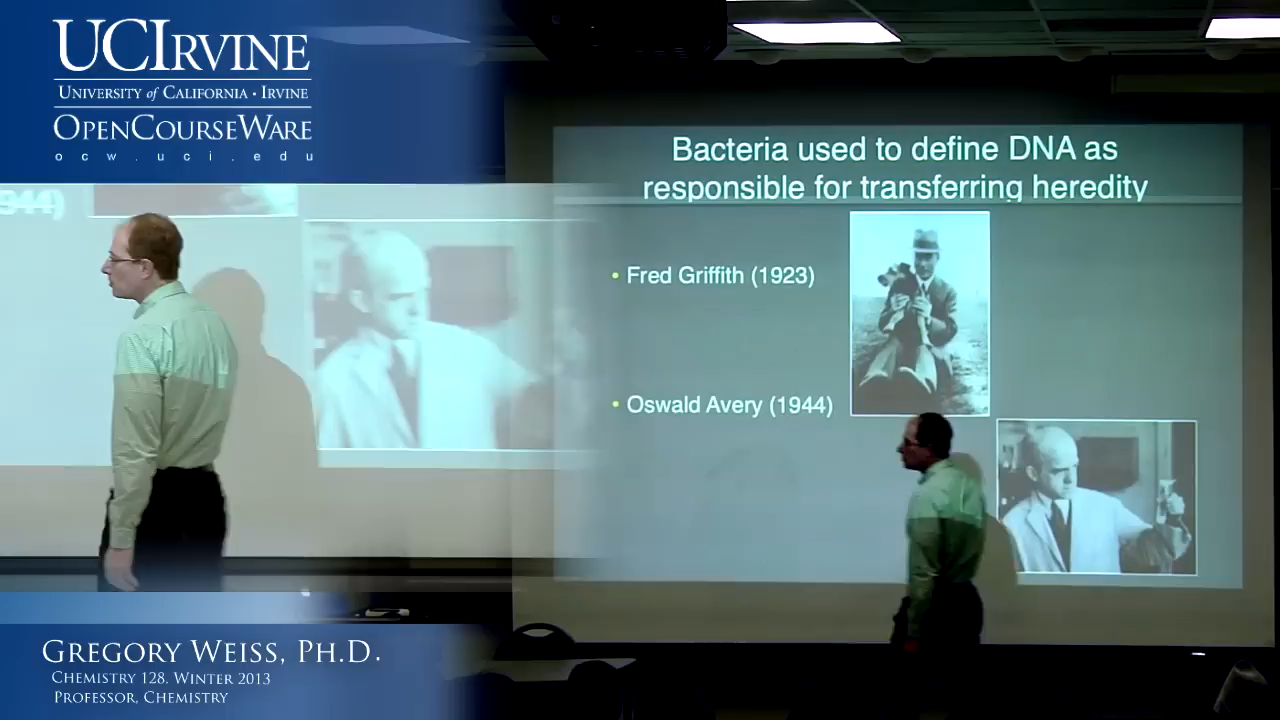 UCIRVINE
UNIVERSITY of CALIFORNIA • IRVINE
OPENCOURSEWARE
ocw.uci.edu
944)
Bacteria used to define DNA as
responsible for transferring heredity
• Fred Griffith (1923)
• Oswald Avery (1944)
GREGORY WEISS, PH.D.
CHEMISTRY 128. WINTER 2013
PROFESSOR, CHEMISTRY